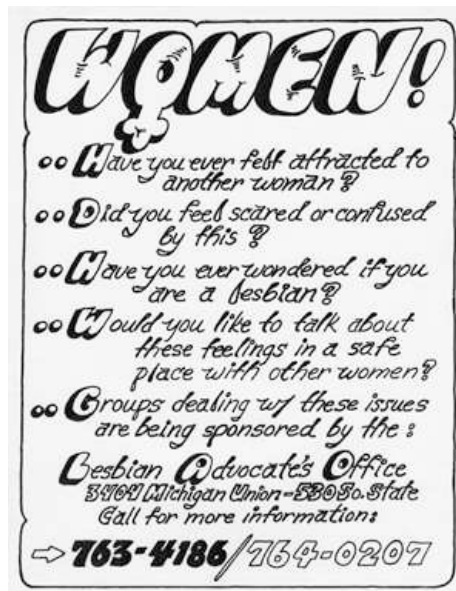 WOMEN!
Have you ever felt attracted to
another woman?
Did you feel scared or confused
by this?
Have you ever wondered if you
are a lesbian?
Would you like to talk about
these feelings in a safe
place with other women?
Groups dealing w/ these issues
are being sponsored by the:
Lesbian Advocate's Office
3404 Michigan Union-530 So. State
Call for more information:
763-4186/764-0207